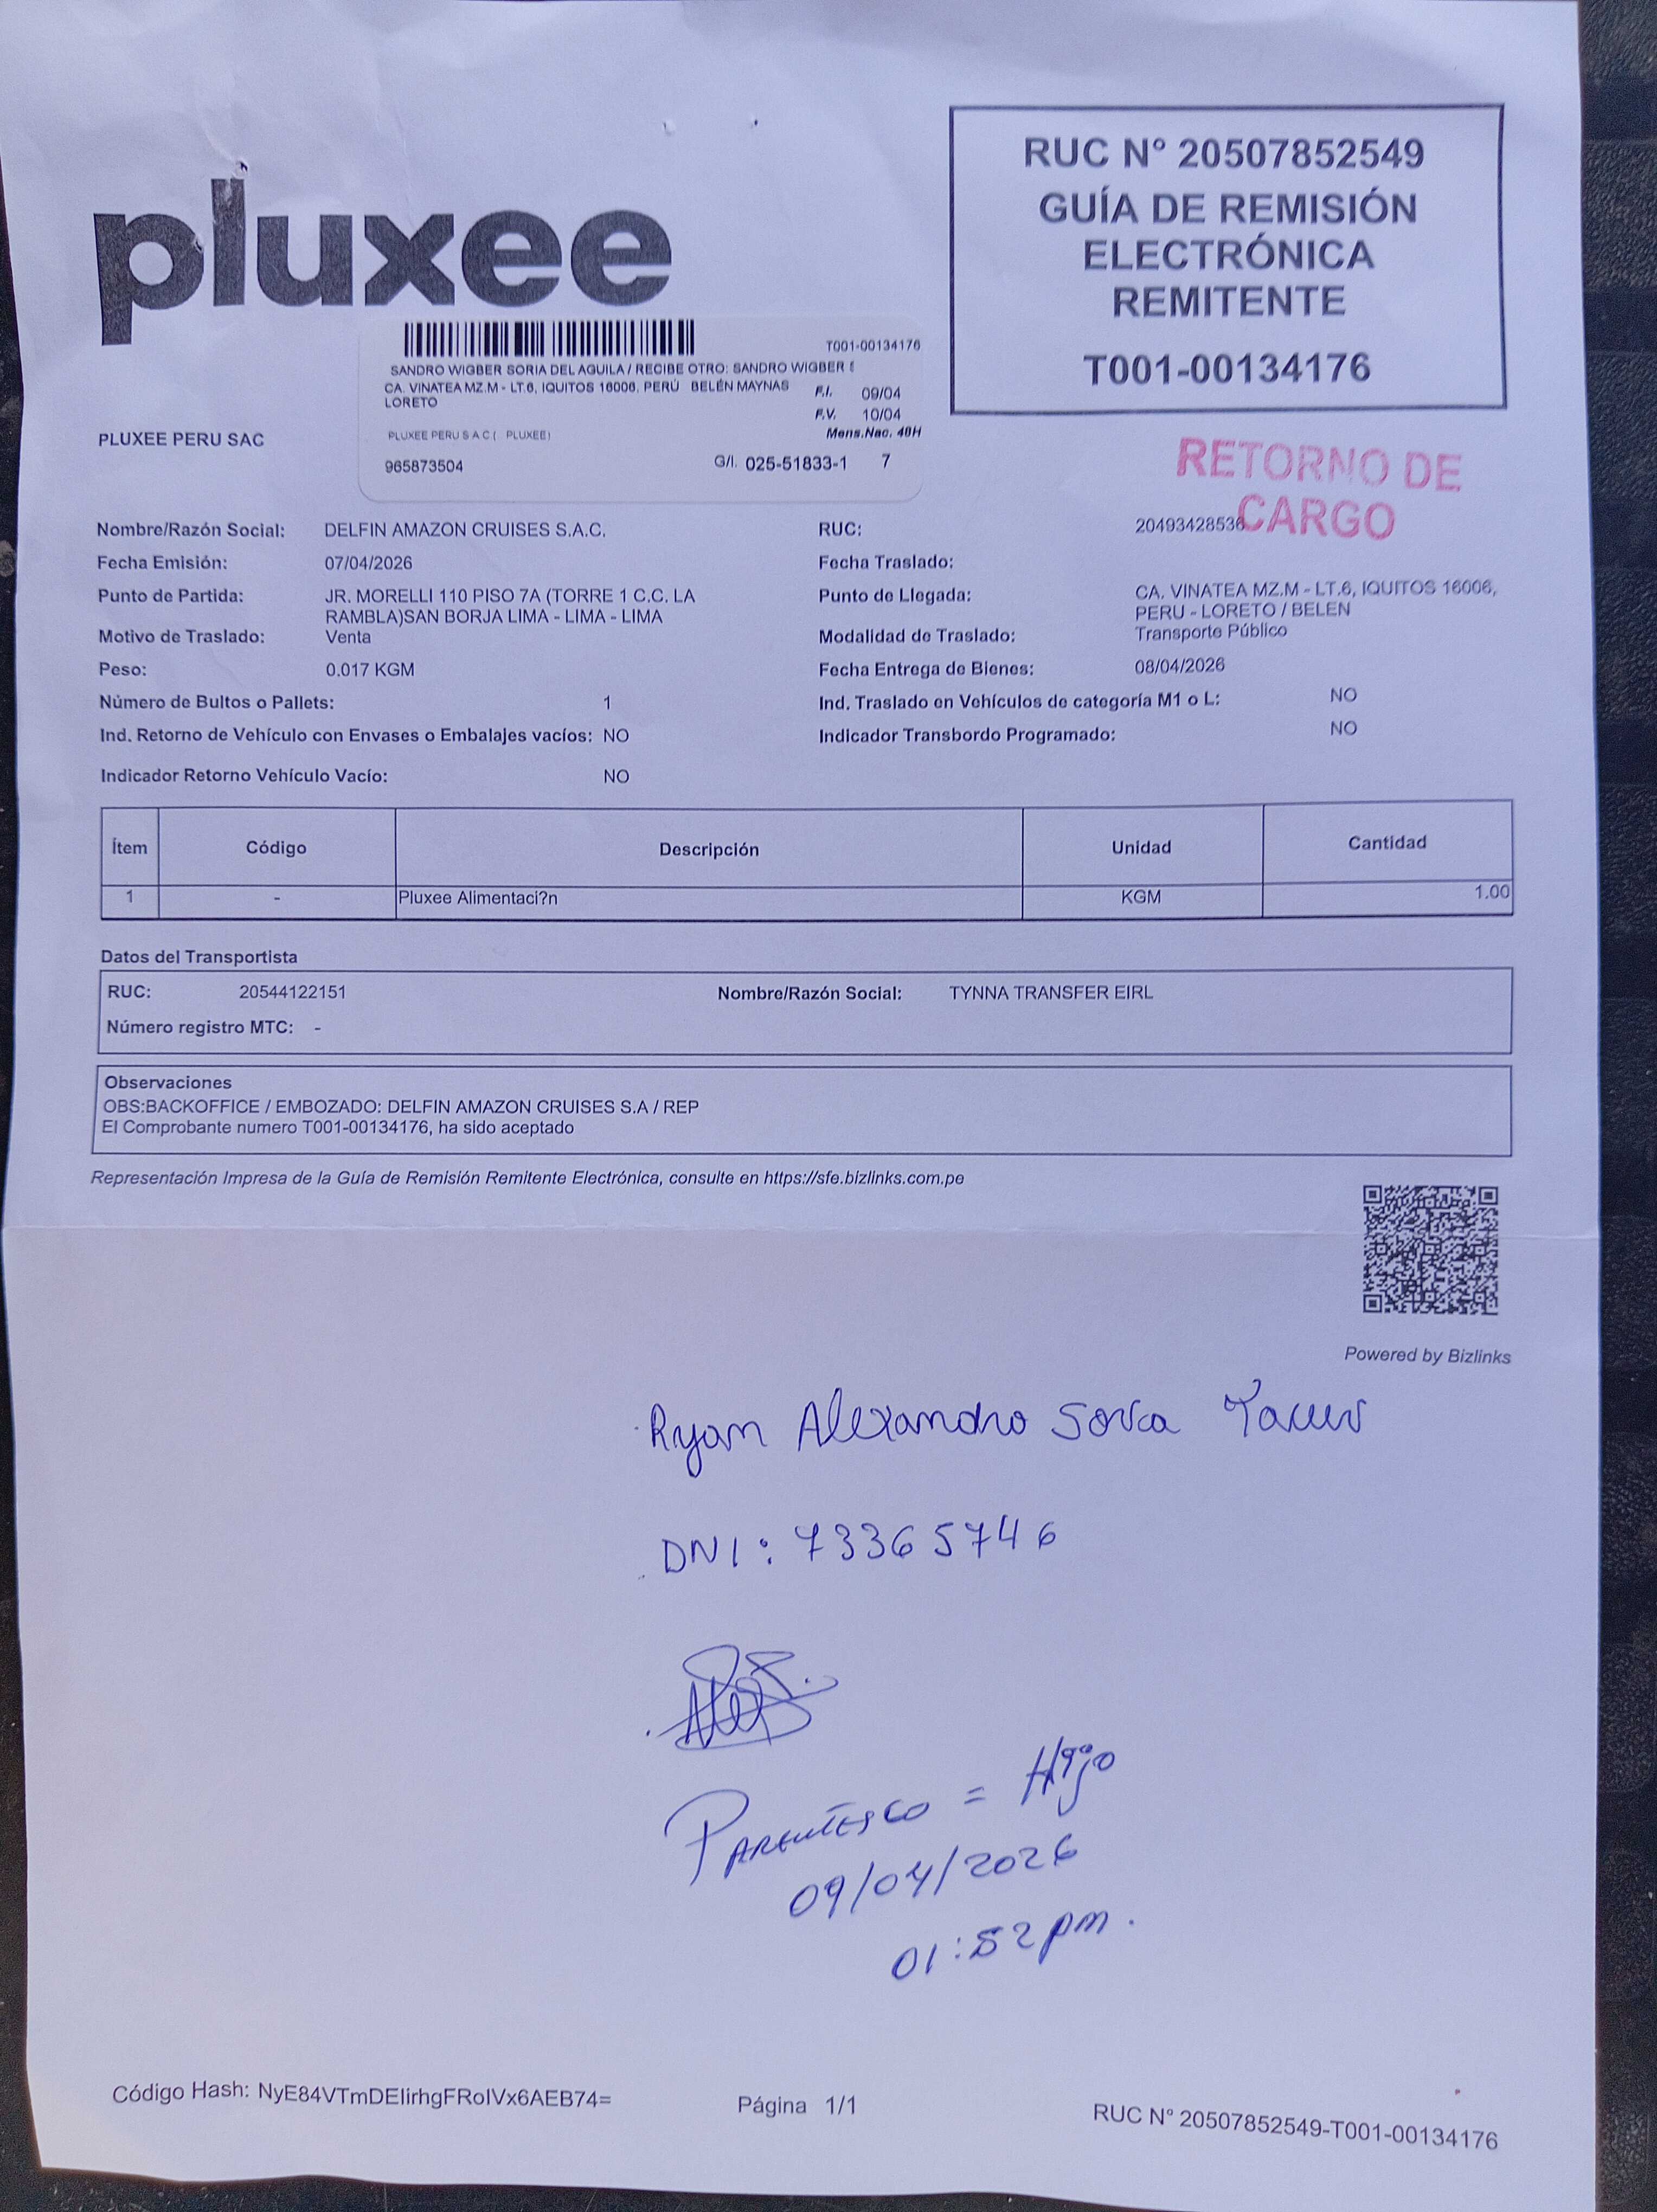 pluxee
RUC N° 20507852549
GUÍA DE REMISIÓN
ELECTRÓNICA
REMITENTE
T001-00134176
T001-00134176
SANDRO WIGBER SORIA DEL AGUILA / RECIBE OTRO: SANDRO WIGBER
CA. VINATEA MZ.M - LT.6, IQUITOS 16006, PERÚ BELÉN MAYNAS
LORETO
F.I. 09/04
F.V. 10/04
Mens.Nac. 48H
PLUXEE PERU S A C ( PLUXEE)
965873504
G/I. 025-51833-1 7
PLUXEE PERU SAC
RETORNO DE
CARGO
Nombre/Razón Social: DELFIN AMAZON CRUISES S.A.C. RUC: 20493428536
Fecha Emisión: 07/04/2026 Fecha Traslado:
Punto de Partida: JR. MORELLI 110 PISO 7A (TORRE 1 C.C. LA Punto de Llegada: CA. VINATEA MZ.M - LT.6, IQUITOS 16006,
RAMBLA)SAN BORJA LIMA - LIMA - LIMA PERU - LORETO / BELEN
Motivo de Traslado: Venta Modalidad de Traslado: Transporte Público
Peso: 0.017 KGM Fecha Entrega de Bienes: 08/04/2026
Número de Bultos o Pallets: 1 Ind. Traslado en Vehículos de categoría M1 o L: NO
Ind. Retorno de Vehículo con Envases o Embalajes vacíos: NO Indicador Transbordo Programado: NO
Indicador Retorno Vehículo Vacío: NO
Ítem Código Descripción Unidad Cantidad
1 - Pluxee Alimentaci?n KGM 1.00
Datos del Transportista
RUC: 20544122151 Nombre/Razón Social: TYNNA TRANSFER EIRL
Número registro MTC: -
Observaciones
OBS:BACKOFFICE / EMBOZADO: DELFIN AMAZON CRUISES S.A / REP
El Comprobante numero T001-00134176, ha sido aceptado
Representación Impresa de la Guía de Remisión Remitente Electrónica, consulte en https://sfe.bizlinks.com.pe
Powered by Bizlinks
Ryan Alexandro Soria
DNI: 73365746
PARENTESCO = Hijo
09/04/2026
01:52pm.
Código Hash: NyE84VTmDEIirhgFRoIVx6AEB74=
Página 1/1
RUC N° 20507852549-T001-00134176